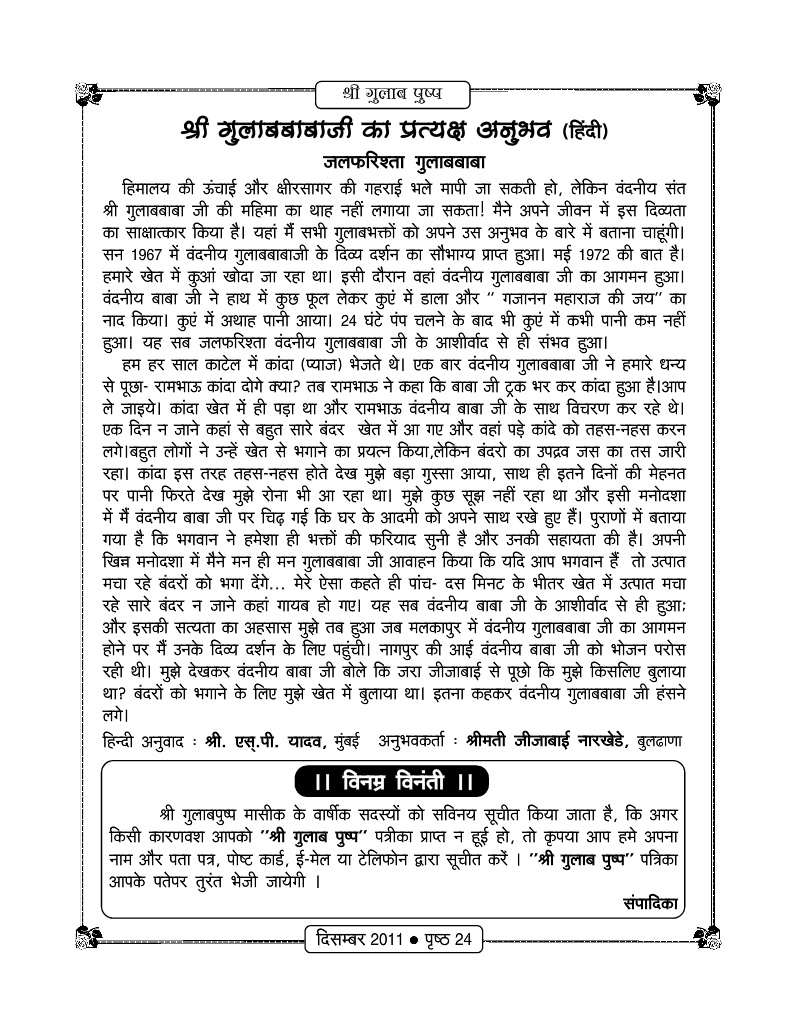 श्री गुलाब पुष्प
श्री गुलाबबाबाजी का प्रत्यक्ष अनुभव (हिंदी)
जलफरिश्ता गुलाबबाबा
हिमालय की ऊंचाई और क्षीरसागर की गहराई भले मापी जा सकती हो, लेकिन वंदनीय संत
श्री गुलाबबाबा जी की महिमा का थाह नहीं लगाया जा सकता! मैने अपने जीवन में इस दिव्यता
का साक्षात्कार किया है। यहां मैं सभी गुलाबभक्तों को अपने उस अनुभव के बारे में बताना चाहूंगी।
सन 1967 में वंदनीय गुलाबबाबाजी के दिव्य दर्शन का सौभाग्य प्राप्त हुआ। मई 1972 की बात है।
हमारे खेत में कुआं खोदा जा रहा था। इसी दौरान वहां वंदनीय गुलाबबाबा जी का आगमन हुआ।
वंदनीय बाबा जी ने हाथ में कुछ फूल लेकर कुएं में डाला और '' गजानन महाराज की जय'' का
नाद किया। कुएं में अथाह पानी आया। 24 घंटे पंप चलने के बाद भी कुएं में कभी पानी कम नहीं
हुआ। यह सब जलफरिश्ता वंदनीय गुलाबबाबा जी के आशीर्वाद से ही संभव हुआ।
हम हर साल काटेल में कांदा (प्याज) भेजते थे। एक बार वंदनीय गुलाबबाबा जी ने हमारे धन्य
से पूछा- रामभाऊ कांदा दोगे क्या? तब रामभाऊ ने कहा कि बाबा जी ट्रक भर कर कांदा हुआ है।आप
ले जाइये। कांदा खेत में ही पड़ा था और रामभाऊ वंदनीय बाबा जी के साथ विचरण कर रहे थे।
एक दिन न जाने कहां से बहुत सारे बंदर खेत में आ गए और वहां पड़े कांदे को तहस-नहस करन
लगे।बहुत लोगों ने उन्हें खेत से भगाने का प्रयत्न किया,लेकिन बंदरो का उपद्रव जस का तस जारी
रहा। कांदा इस तरह तहस-नहस होते देख मुझे बड़ा गुस्सा आया, साथ ही इतने दिनों की मेहनत
पर पानी फिरते देख मुझे रोना भी आ रहा था। मुझे कुछ सूझ नहीं रहा था और इसी मनोदशा
में मैं वंदनीय बाबा जी पर चिढ़ गई कि घर के आदमी को अपने साथ रखे हुए हैं। पुराणों में बताया
गया है कि भगवान ने हमेशा ही भक्तों की फरियाद सुनी है और उनकी सहायता की है। अपनी
खिन्न मनोदशा में मैने मन ही मन गुलाबबाबा जी आवाहन किया कि यदि आप भगवान हैं तो उत्पात
मचा रहे बंदरों को भगा देंगे... मेरे ऐसा कहते ही पांच- दस मिनट के भीतर खेत में उत्पात मचा
रहे सारे बंदर न जाने कहां गायब हो गए। यह सब वंदनीय बाबा जी के आशीर्वाद से ही हुआ;
और इसकी सत्यता का अहसास मुझे तब हुआ जब मलकापुर में वंदनीय गुलाबबाबा जी का आगमन
होने पर मैं उनके दिव्य दर्शन के लिए पहुंची। नागपुर की आई वंदनीय बाबा जी को भोजन परोस
रही थी। मुझे देखकर वंदनीय बाबा जी बोले कि जरा जीजाबाई से पूछो कि मुझे किसलिए बुलाया
था? बंदरों को भगाने के लिए मुझे खेत में बुलाया था। इतना कहकर वंदनीय गुलाबबाबा जी हंसने
लगे।
हिन्दी अनुवाद : श्री. एस्.पी. यादव, मुंबई अनुभवकर्ता : श्रीमती जीजाबाई नारखेडे, बुलढाणा
।। विनम्र विनंती ।।
श्री गुलाबपुष्प मासीक के वार्षीक सदस्यों को सविनय सूचीत किया जाता है, कि अगर
किसी कारणवश आपको ''श्री गुलाब पुष्प'' पत्रीका प्राप्त न हूई हो, तो कृपया आप हमे अपना
नाम और पता पत्र, पोष्ट कार्ड, ई-मेल या टेलिफोन द्वारा सूचीत करें । ''श्री गुलाब पुष्प'' पत्रिका
आपके पतेपर तुरंत भेजी जायेगी ।
संपादिका
दिसम्बर 2011 ● पृष्ठ 24